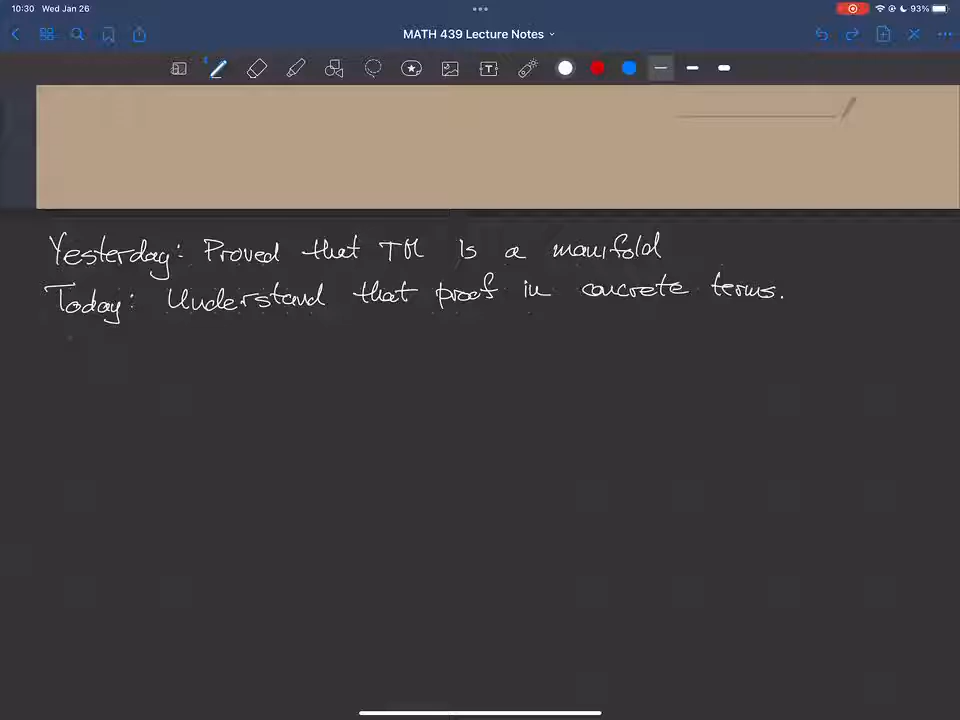 10:30 Wed Jan 26
93%
MATH 439 Lecture Notes
Yesterday: Proved that TM is a manifold
Today: Understand that proof in concrete terms.